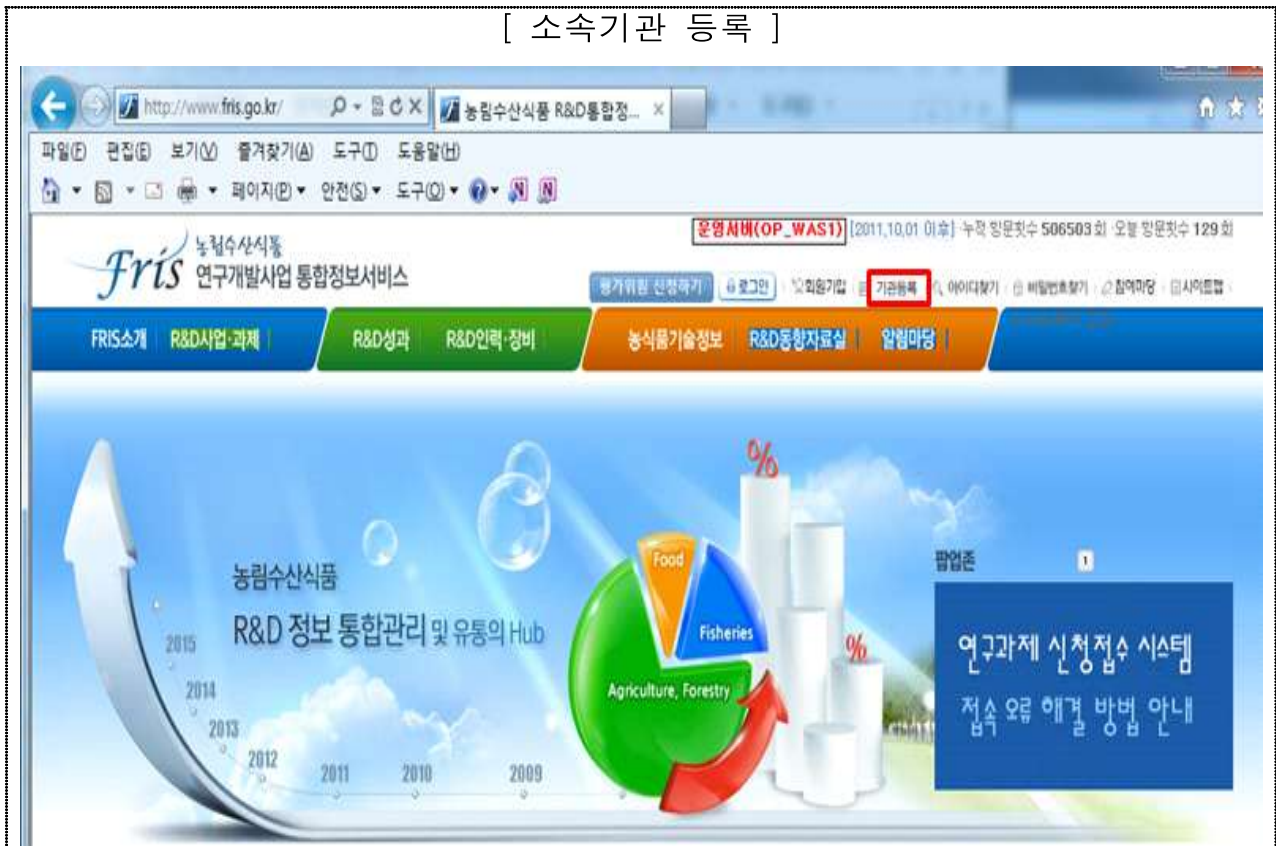 [ 소속기관 등록 ]
http://www.fris.go.kr/
농림수산식품 R&D통합정...
파일(F) 편집(E) 보기(V) 즐겨찾기(A) 도구(T) 도움말(H)
페이지(P) 안전(S) 도구(O)
운영서버(OP_WAS1) [2011,10,01 이후] 누적 방문횟수 506503 회 오늘 방문횟수 129 회
Fris 농림수산식품
연구개발사업 통합정보서비스
평가위원 신청하기 로그인 회원가입 기관등록 아이디찾기 비밀번호찾기 참여마당 사이트맵
FRIS소개 R&D사업·과제 R&D성과 R&D인력·장비 농식품기술정보 R&D동향자료실 알림마당
%
Food
Fisheries
Agriculture, Forestry
%
농림수산식품
R&D 정보 통합관리 및 유통의 Hub
2015
2014
2013
2012
2011
2010
2009
팝업존 1
연구과제 신청접수 시스템
접속 오류 해결 방법 안내